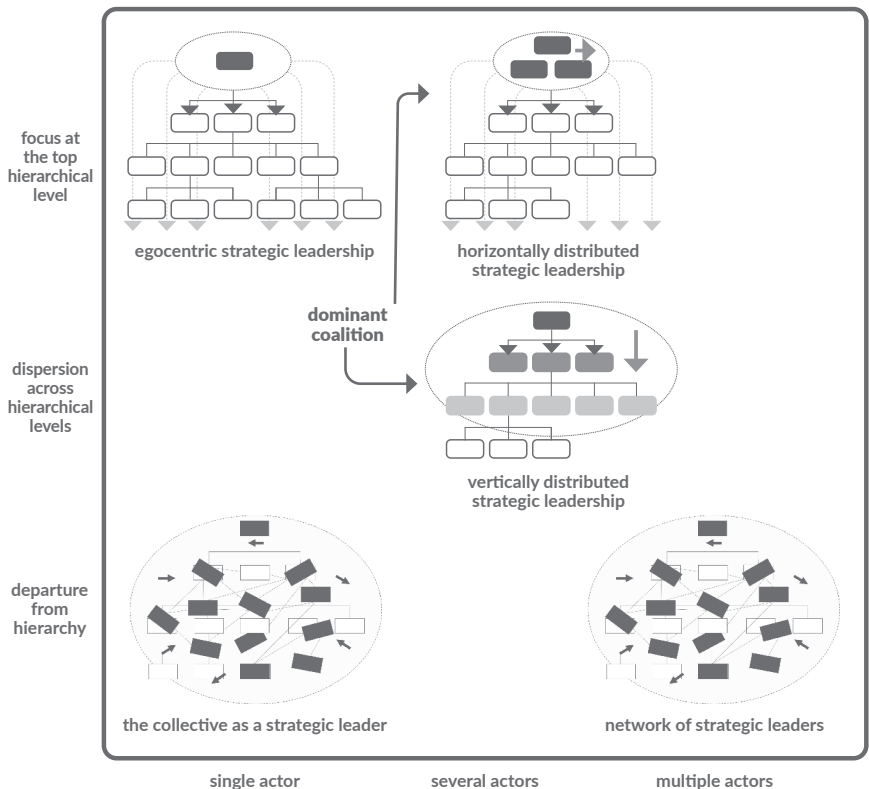 focus at
the top
hierarchical
level
egocentric strategic leadership
horizontally distributed
strategic leadership
dominant
coalition
dispersion
across
hierarchical
levels
vertically distributed
strategic leadership
departure
from
hierarchy
the collective as a strategic leader
network of strategic leaders
single actor
several actors
multiple actors